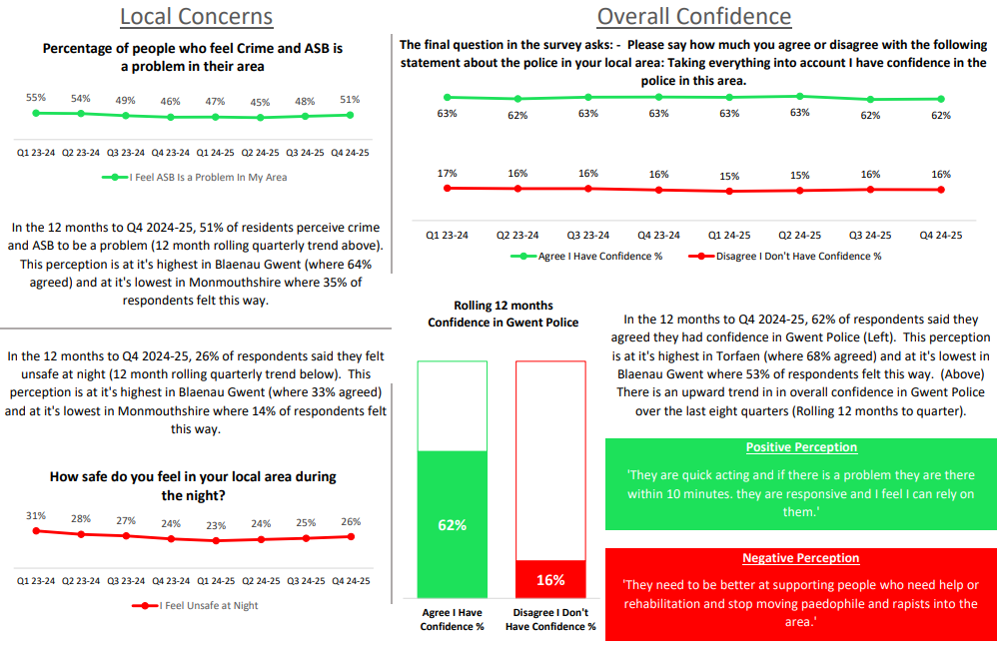 Local Concerns
Percentage of people who feel Crime and ASB is
a problem in their area
55% 54% 49% 46% 47% 45% 48% 51%
Q1 23-24 Q2 23-24 Q3 23-24 Q4 23-24 Q1 24-25 Q2 24-25 Q3 24-25 Q4 24-25
I Feel ASB Is a Problem In My Area
In the 12 months to Q4 2024-25, 51% of residents perceive crime
and ASB to be a problem (12 month rolling quarterly trend above).
This perception is at it's highest in Blaenau Gwent (where 64%
agreed) and at it's lowest in Monmouthshire where 35% of
respondents felt this way.
In the 12 months to Q4 2024-25, 26% of respondents said they felt
unsafe at night (12 month rolling quarterly trend below). This
perception is at it's highest in Blaenau Gwent (where 33% agreed)
and at it's lowest in Monmouthshire where 14% of respondents felt
this way.
How safe do you feel in your local area during
the night?
31% 28% 27% 24% 23% 24% 25% 26%
Q1 23-24 Q2 23-24 Q3 23-24 Q4 23-24 Q1 24-25 Q2 24-25 Q3 24-25 Q4 24-25
I Feel Unsafe at Night
Overall Confidence
The final question in the survey asks: - Please say how much you agree or disagree with the following
statement about the police in your local area: Taking everything into account I have confidence in the
police in this area.
63% 62% 63% 63% 63% 63% 62% 62%
17% 16% 16% 16% 15% 15% 16% 16%
Q1 23-24 Q2 23-24 Q3 23-24 Q4 23-24 Q1 24-25 Q2 24-25 Q3 24-25 Q4 24-25
Agree I Have Confidence % Disagree I Don't Have Confidence %
Rolling 12 months
Confidence in Gwent Police
62%
16%
Agree I Have
Confidence %
Disagree I Don't
Have Confidence %
In the 12 months to Q4 2024-25, 62% of respondents said they
agreed they had confidence in Gwent Police (Left). This perception
is at it's highest in Torfaen (where 68% agreed) and at it's lowest in
Blaenau Gwent where 53% of respondents felt this way. (Above)
There is an upward trend in in overall confidence in Gwent Police
over the last eight quarters (Rolling 12 months to quarter).
Positive Perception
'They are quick acting and if there is a problem they are there
within 10 minutes. they are responsive and I feel I can rely on
them.'
Negative Perception
'They need to be better at supporting people who need help or
rehabilitation and stop moving paedophile and rapists into the
area.'